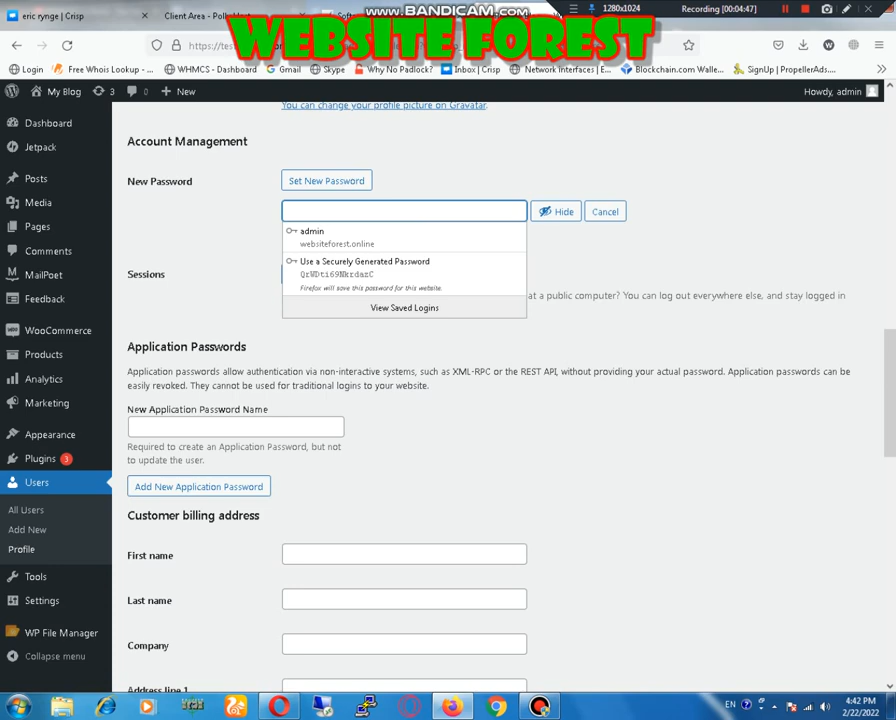 www.BANDICAM.com
1280x1024
Recording [00:04:47]
eric rynge | Crisp
Client Area - Pol
WEBSITE FOREST
https://test
Login
Free Whois Lookup - ...
WHMCS - Dashboard
Gmail
Skype
Why No Padlock?
Inbox | Crisp
Network Interfaces | E...
Blockchain.com Walle...
SignUp | PropellerAds....
My Blog
3
0
New
Howdy, admin
You can change your profile picture on Gravatar.
Dashboard
Jetpack
Posts
Media
Pages
Comments
MailPoet
Feedback
WooCommerce
Products
Analytics
Marketing
Appearance
Plugins 3
Users
All Users
Add New
Profile
Tools
Settings
WP File Manager
Collapse menu
Account Management
New Password
Set New Password
Hide
Cancel
admin
websiteforest.online
Use a Securely Generated Password
QrWDti69NkrdazC
Firefox will save this password for this website.
View Saved Logins
Sessions
at a public computer? You can log out everywhere else, and stay logged in
Application Passwords
Application passwords allow authentication via non-interactive systems, such as XML-RPC or the REST API, without providing your actual password. Application passwords can be
easily revoked. They cannot be used for traditional logins to your website.
New Application Password Name
Required to create an Application Password, but not
to update the user.
Add New Application Password
Customer billing address
First name
Last name
Company
Address line 1
EN
4:42 PM
2/22/2022